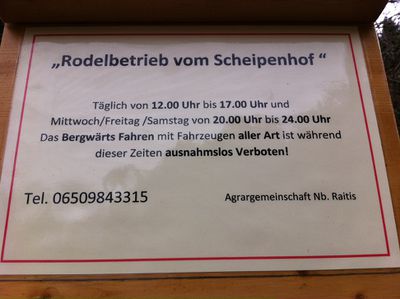 „Rodelbetrieb vom Scheipenhof “
Täglich von 12.00 Uhr bis 17.00 Uhr und
Mittwoch/Freitag /Samstag von 20.00 Uhr bis 24.00 Uhr
Das Bergwärts Fahren mit Fahrzeugen aller Art ist während
dieser Zeiten ausnahmslos Verboten!
Tel. 06509843315
Agrargemeinschaft Nb. Raitis